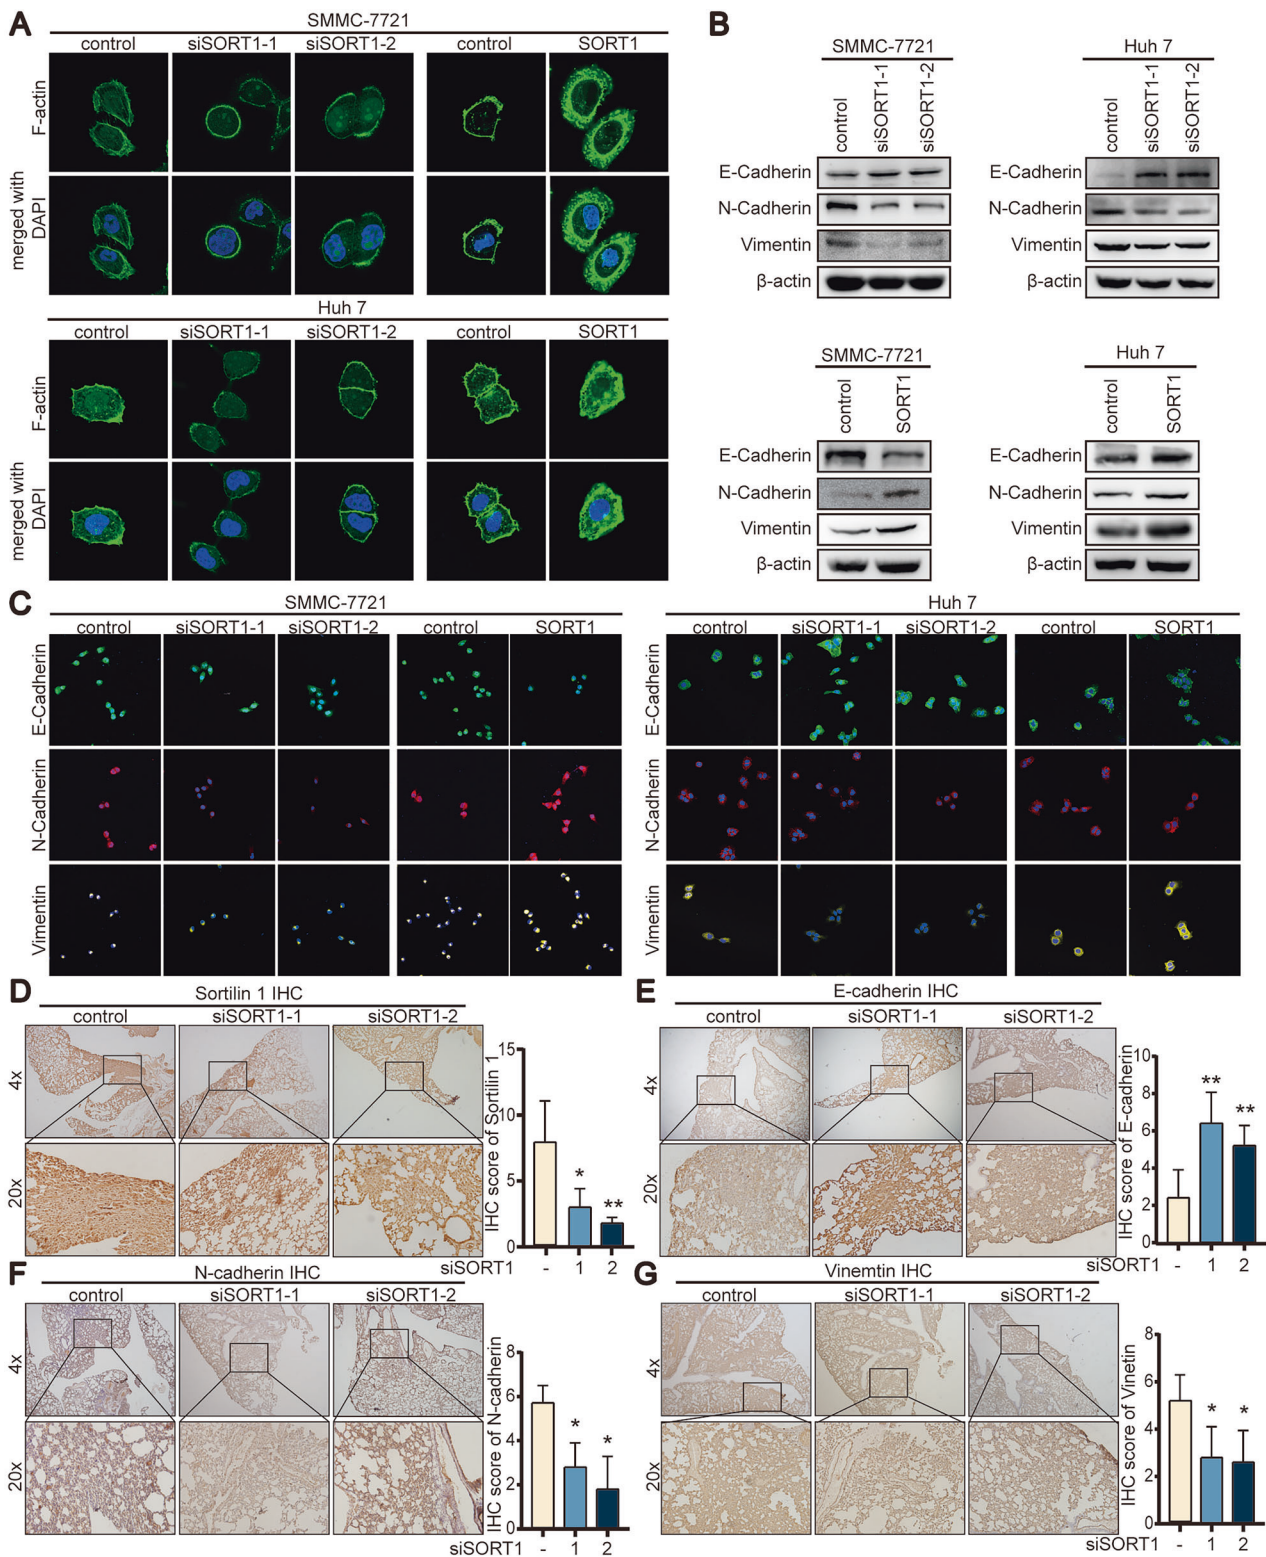 A
SMMC-7721
control siSORT1-1 siSORT1-2 control SORT1
F-actin
merged with
DAPI
Huh 7
control siSORT1-1 siSORT1-2 control SORT1
F-actin
merged with
DAPI
B
SMMC-7721
control
siSORT1-1
siSORT1-2
E-Cadherin
N-Cadherin
Vimentin
β-actin
Huh 7
control
siSORT1-1
siSORT1-2
E-Cadherin
N-Cadherin
Vimentin
β-actin
SMMC-7721
control
SORT1
E-Cadherin
N-Cadherin
Vimentin
β-actin
Huh 7
control
SORT1
E-Cadherin
N-Cadherin
Vimentin
β-actin
C
SMMC-7721
control siSORT1-1 siSORT1-2 control SORT1
E-Cadherin
N-Cadherin
Vimentin
Huh 7
control siSORT1-1 siSORT1-2 control SORT1
E-Cadherin
N-Cadherin
Vimentin
D
Sortilin 1 IHC
control siSORT1-1 siSORT1-2
4x
20x
IHC score of Sortilin 1
15
10
5
0
*
**
siSORT1 - 1 2
E
E-cadherin IHC
control siSORT1-1 siSORT1-2
4x
20x
IHC score of E-cadherin
10
8
6
4
2
0
**
**
siSORT1 - 1 2
F
N-cadherin IHC
control siSORT1-1 siSORT1-2
4x
20x
IHC score of N-cadherin
8
6
4
2
0
*
*
siSORT1 - 1 2
G
Vinemtin IHC
control siSORT1-1 siSORT1-2
4x
20x
IHC score of Vinetin
8
6
4
2
0
*
*
siSORT1 - 1 2